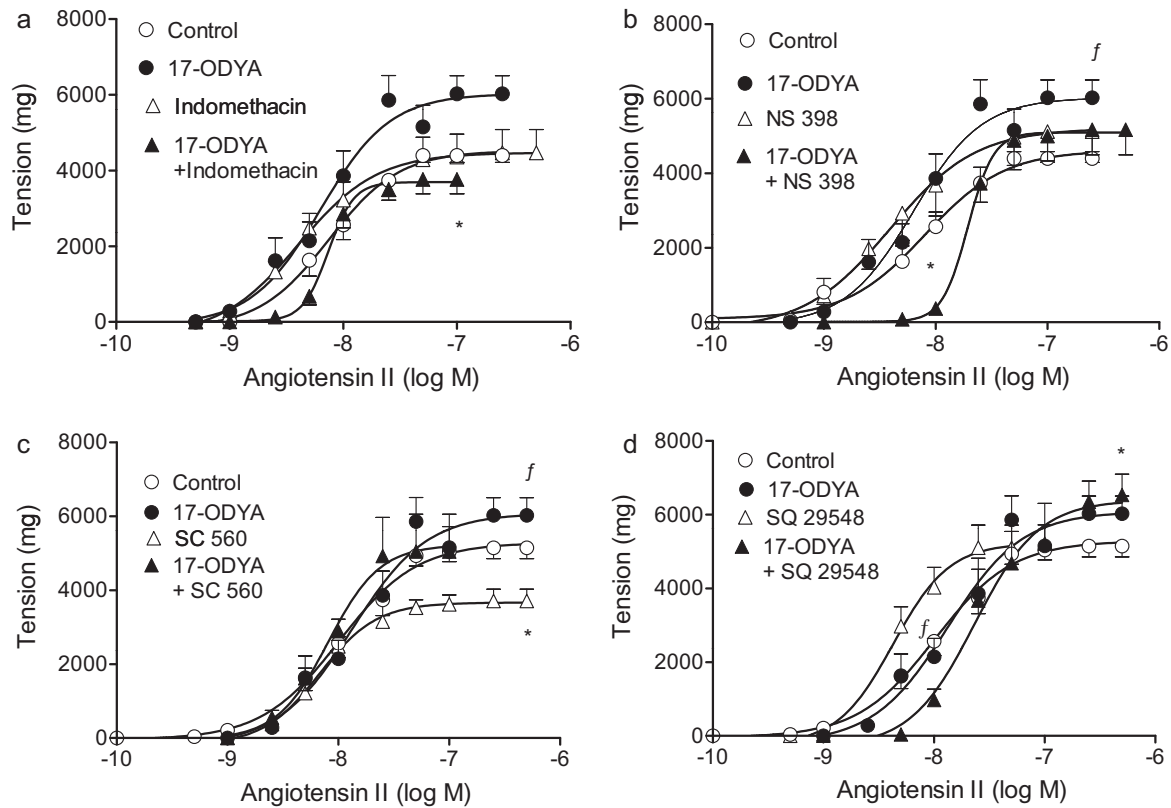 a
8000
6000
4000
2000
0
Tension (mg)
Control
17-ODYA
Indomethacin
17-ODYA
+Indomethacin
*
-10 -9 -8 -7 -6
Angiotensin II (log M)
b
8000
6000
4000
2000
0
Tension (mg)
Control
17-ODYA
NS 398
17-ODYA
+ NS 398
ƒ
*
-10 -9 -8 -7 -6
Angiotensin II (log M)
c
8000
6000
4000
2000
0
Tension (mg)
Control
17-ODYA
SC 560
17-ODYA
+ SC 560
ƒ
*
-10 -9 -8 -7 -6
Angiotensin II (log M)
d
8000
6000
4000
2000
0
Tension (mg)
Control
17-ODYA
SQ 29548
17-ODYA
+ SQ 29548
*
ƒ
-10 -9 -8 -7 -6
Angiotensin II (log M)